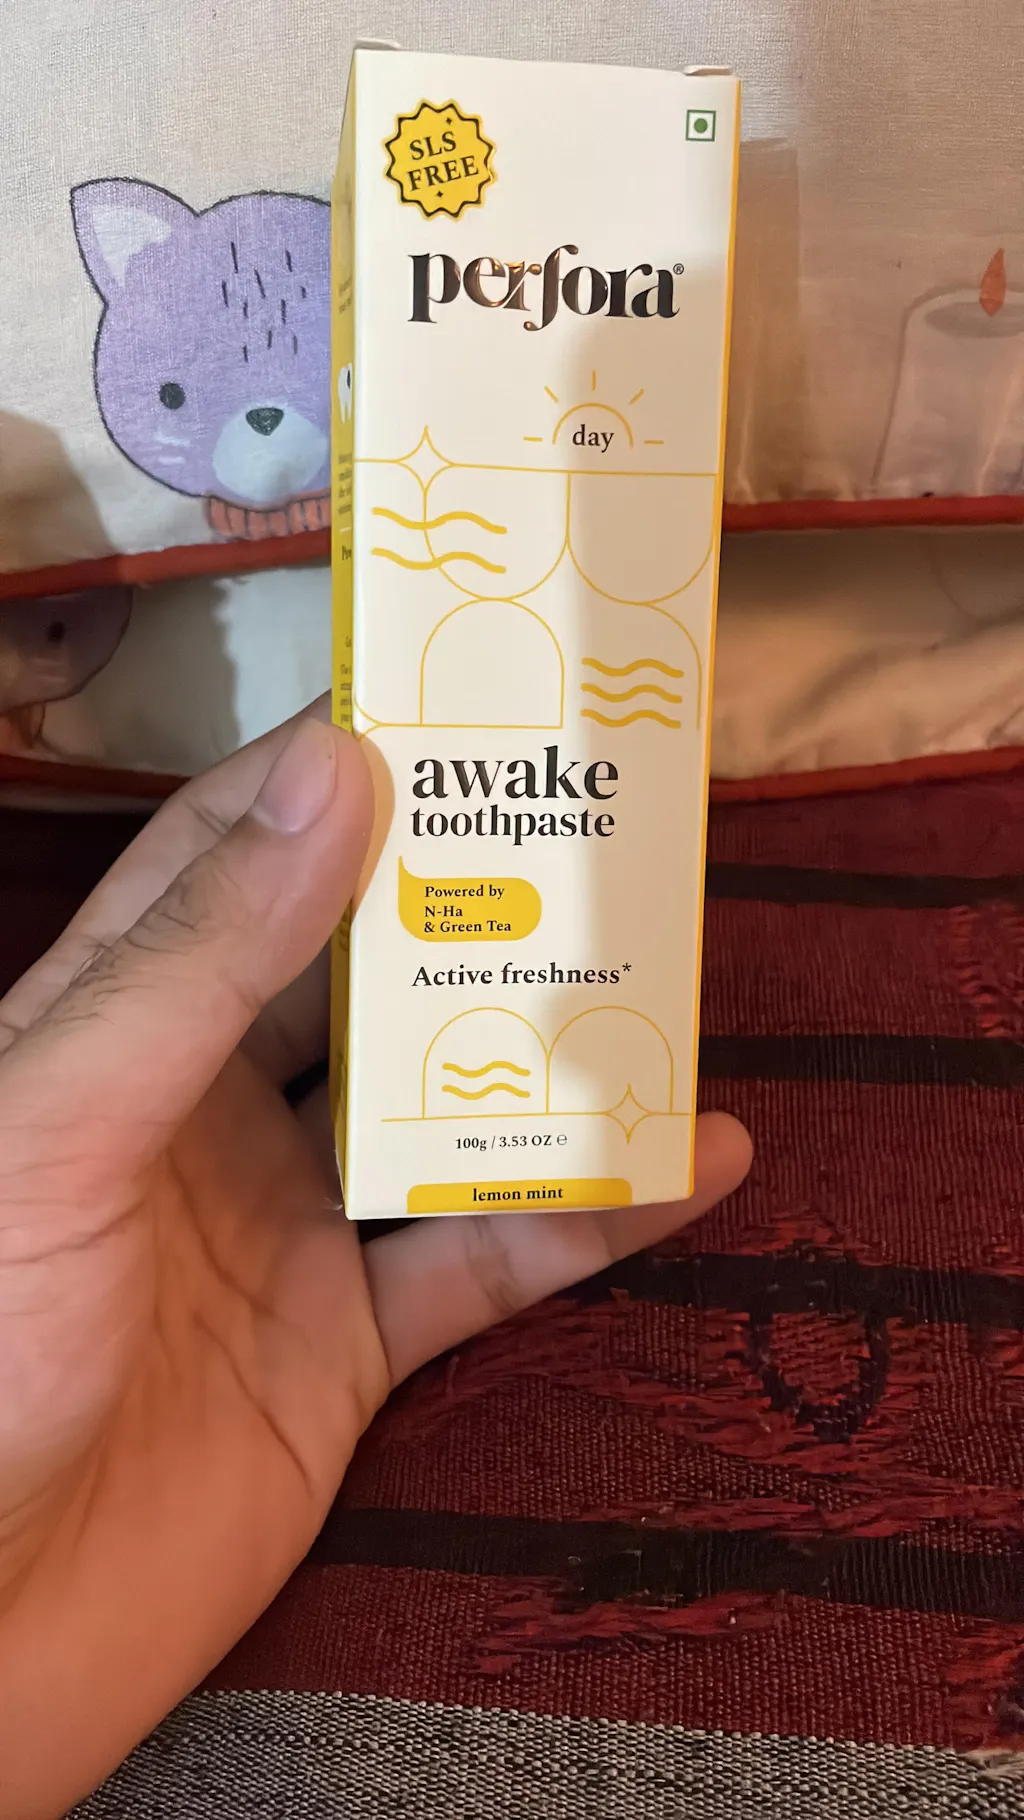 SLS
FREE
perfora®
day
awake
toothpaste
Powered by
N-Ha
& Green Tea
Active freshness*
100g / 3.53 OZ ℮
lemon mint